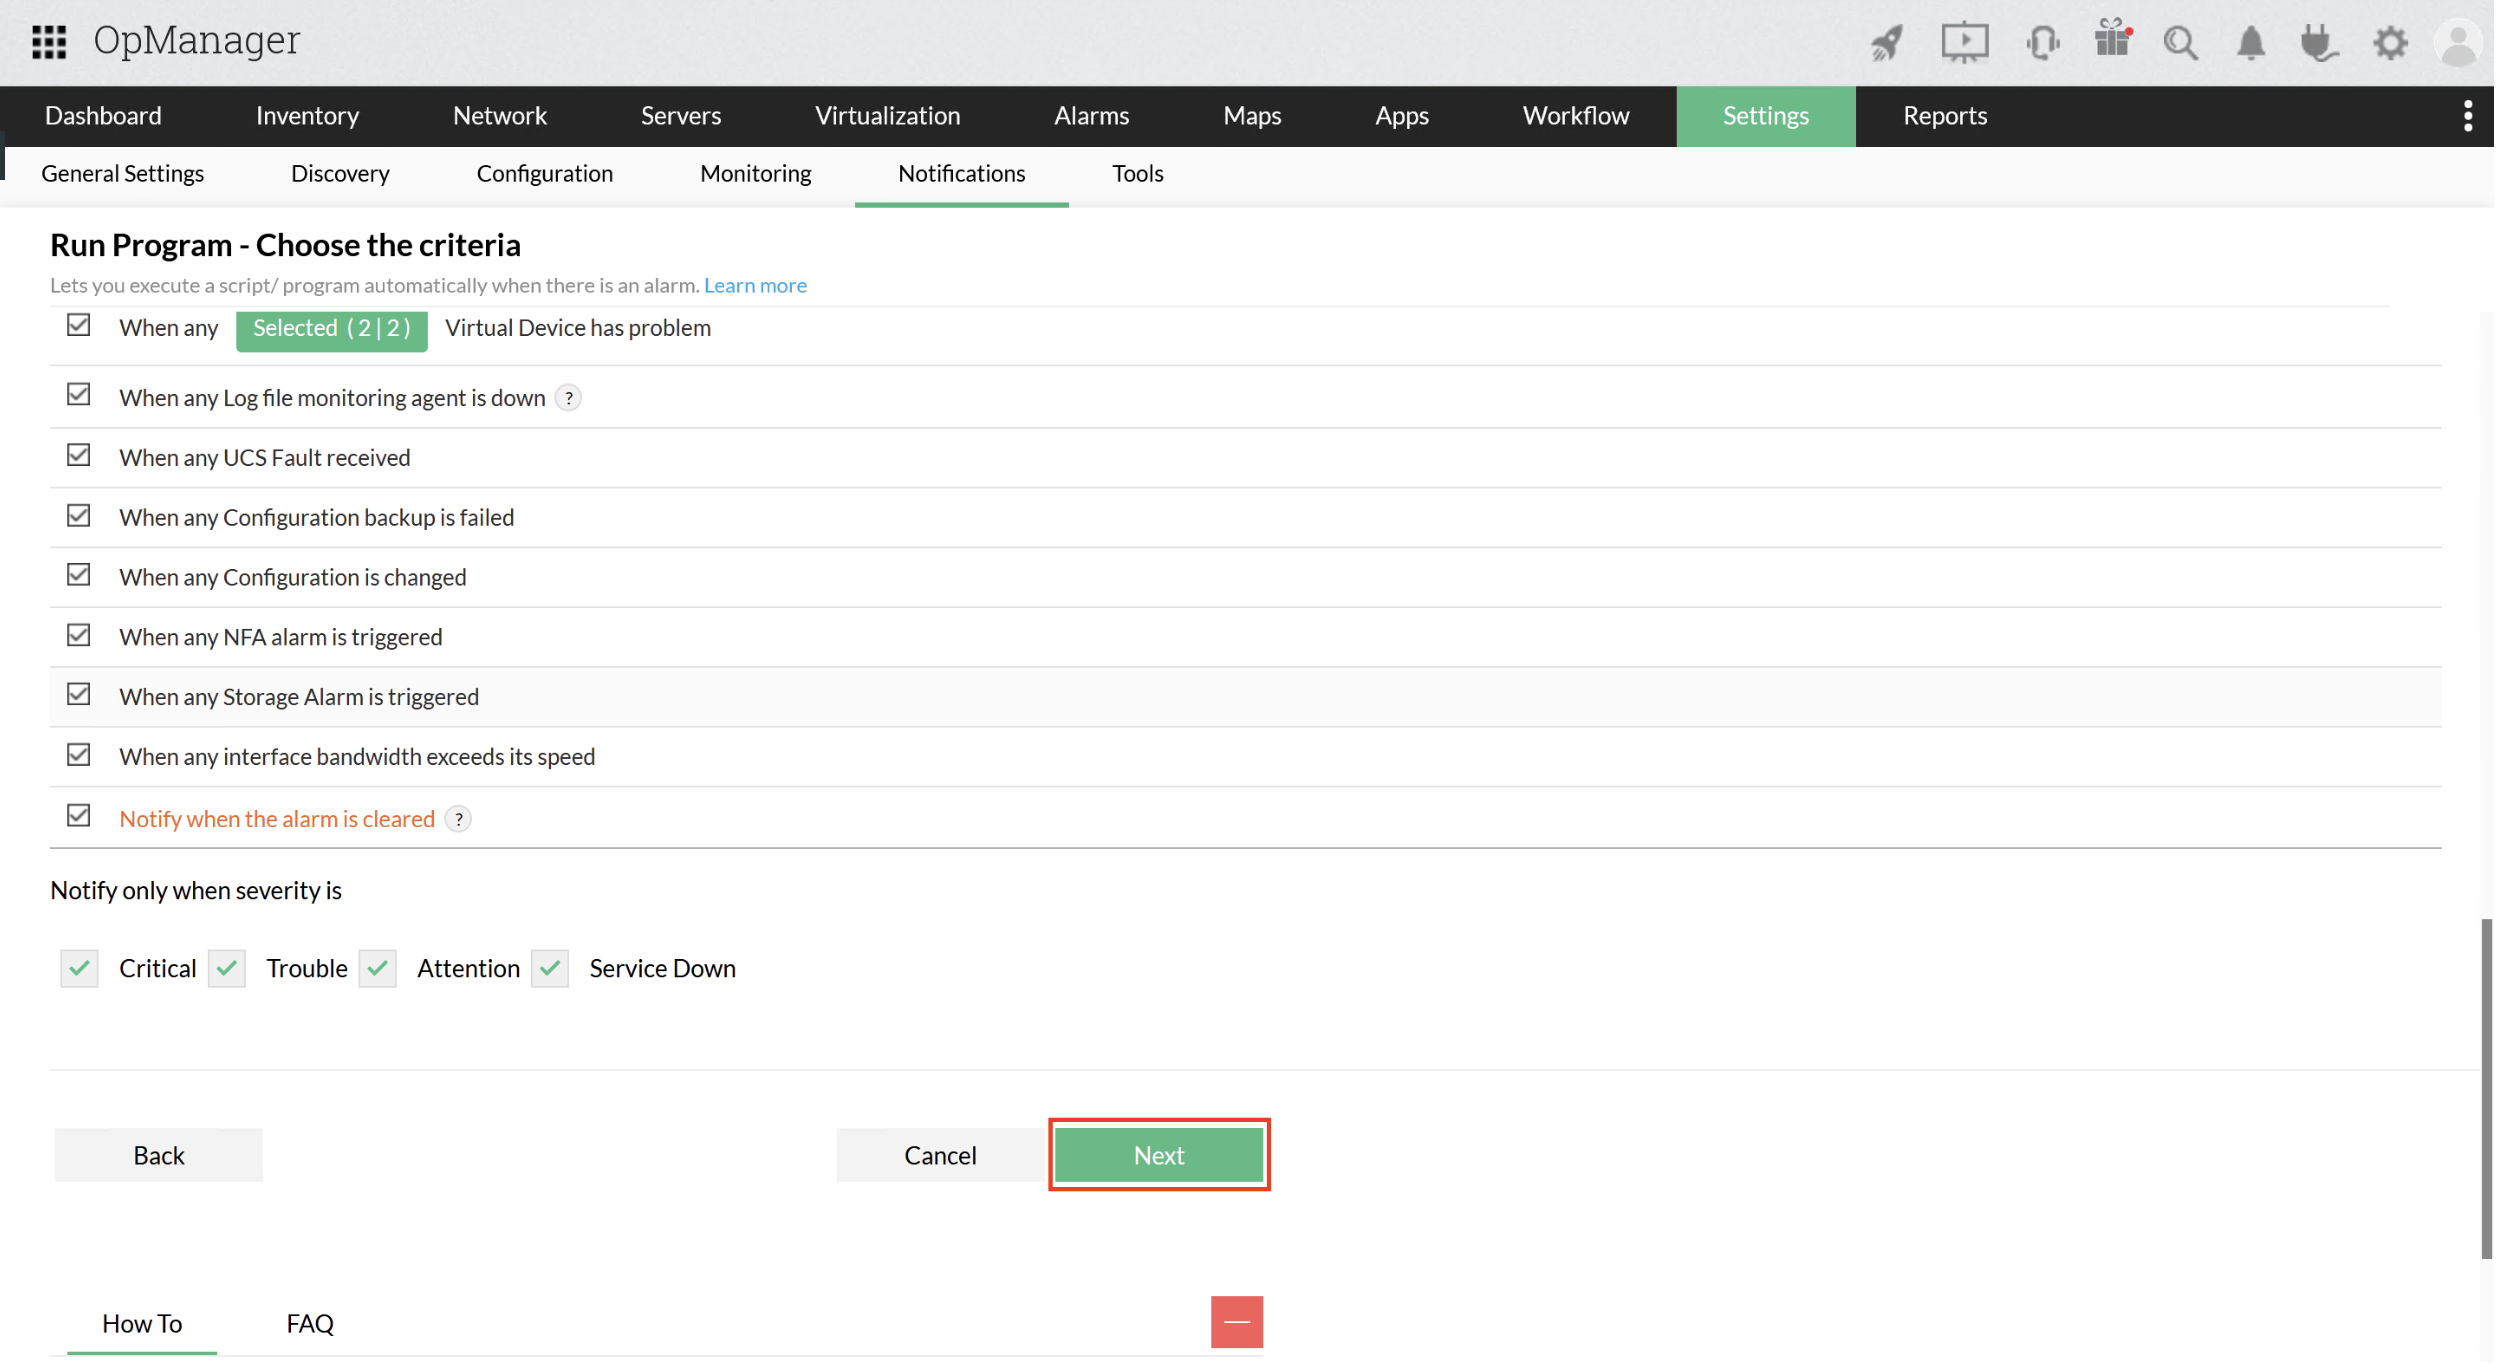 OpManager
Dashboard Inventory Network Servers Virtualization Alarms Maps Apps Workflow Settings Reports
General Settings Discovery Configuration Monitoring Notifications Tools
Run Program - Choose the criteria
Lets you execute a script/ program automatically when there is an alarm. Learn more
When any Selected ( 2 | 2 ) Virtual Device has problem
When any Log file monitoring agent is down ?
When any UCS Fault received
When any Configuration backup is failed
When any Configuration is changed
When any NFA alarm is triggered
When any Storage Alarm is triggered
When any interface bandwidth exceeds its speed
Notify when the alarm is cleared ?
Notify only when severity is
Critical Trouble Attention Service Down
Back Cancel Next
How To FAQ